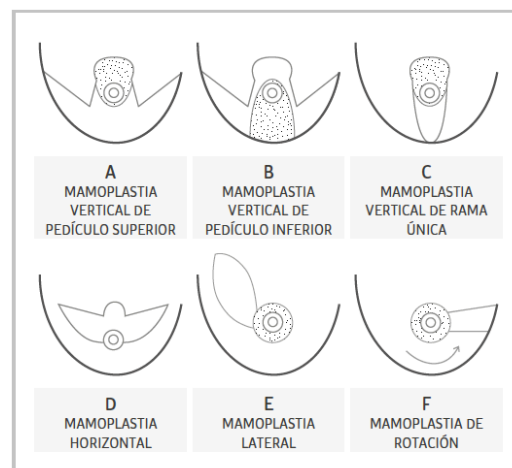 A
MAMOPLASTIA
VERTICAL DE
PEDÍCULO SUPERIOR
B
MAMOPLASTIA
VERTICAL DE
PEDÍCULO INFERIOR
C
MAMOPLASTIA
VERTICAL DE RAMA
ÚNICA
D
MAMOPLASTIA
HORIZONTAL
E
MAMOPLASTIA
LATERAL
F
MAMOPLASTIA DE
ROTACIÓN